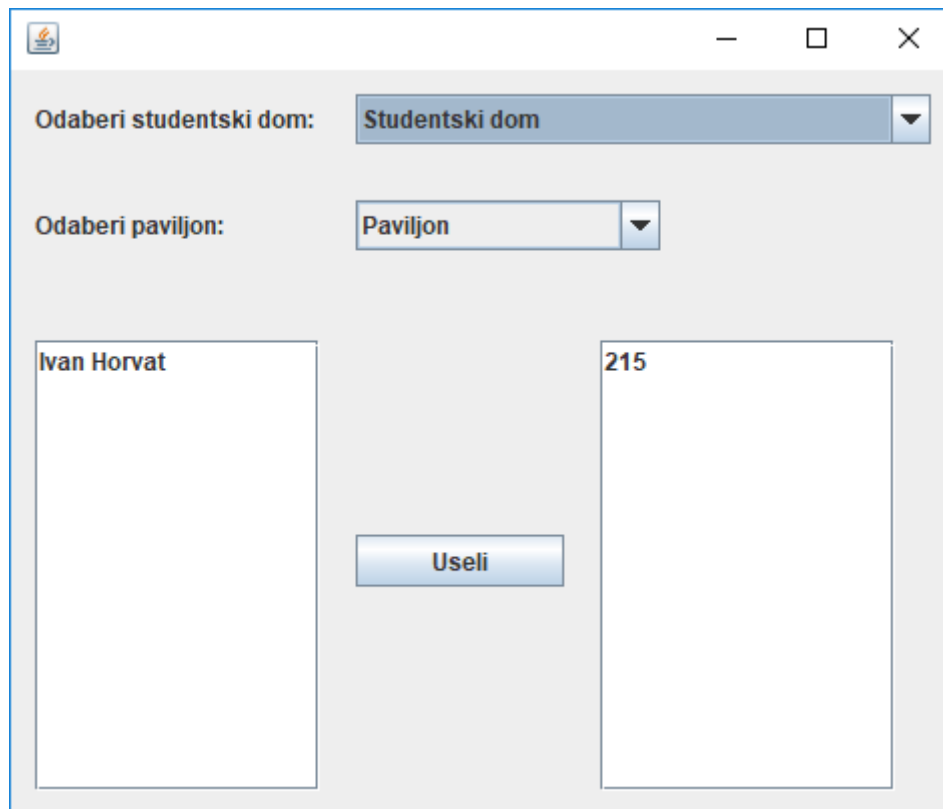 Odaberi studentski dom: Studentski dom
Odaberi paviljon: Paviljon
Ivan Horvat 215
Useli